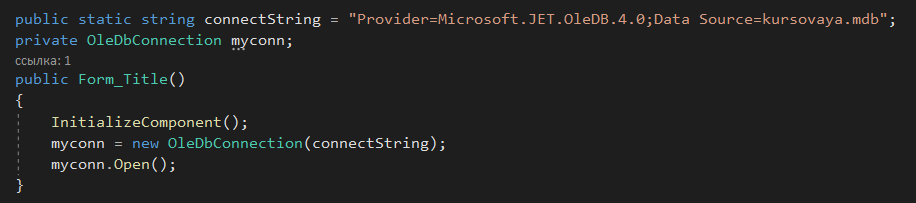 public static string connectString = "Provider=Microsoft.JET.OleDB.4.0;Data Source=kursovaya.mdb";
private OleDbConnection myconn;
ссылка: 1
public Form_Title()
{
InitializeComponent();
myconn = new OleDbConnection(connectString);
myconn.Open();
}